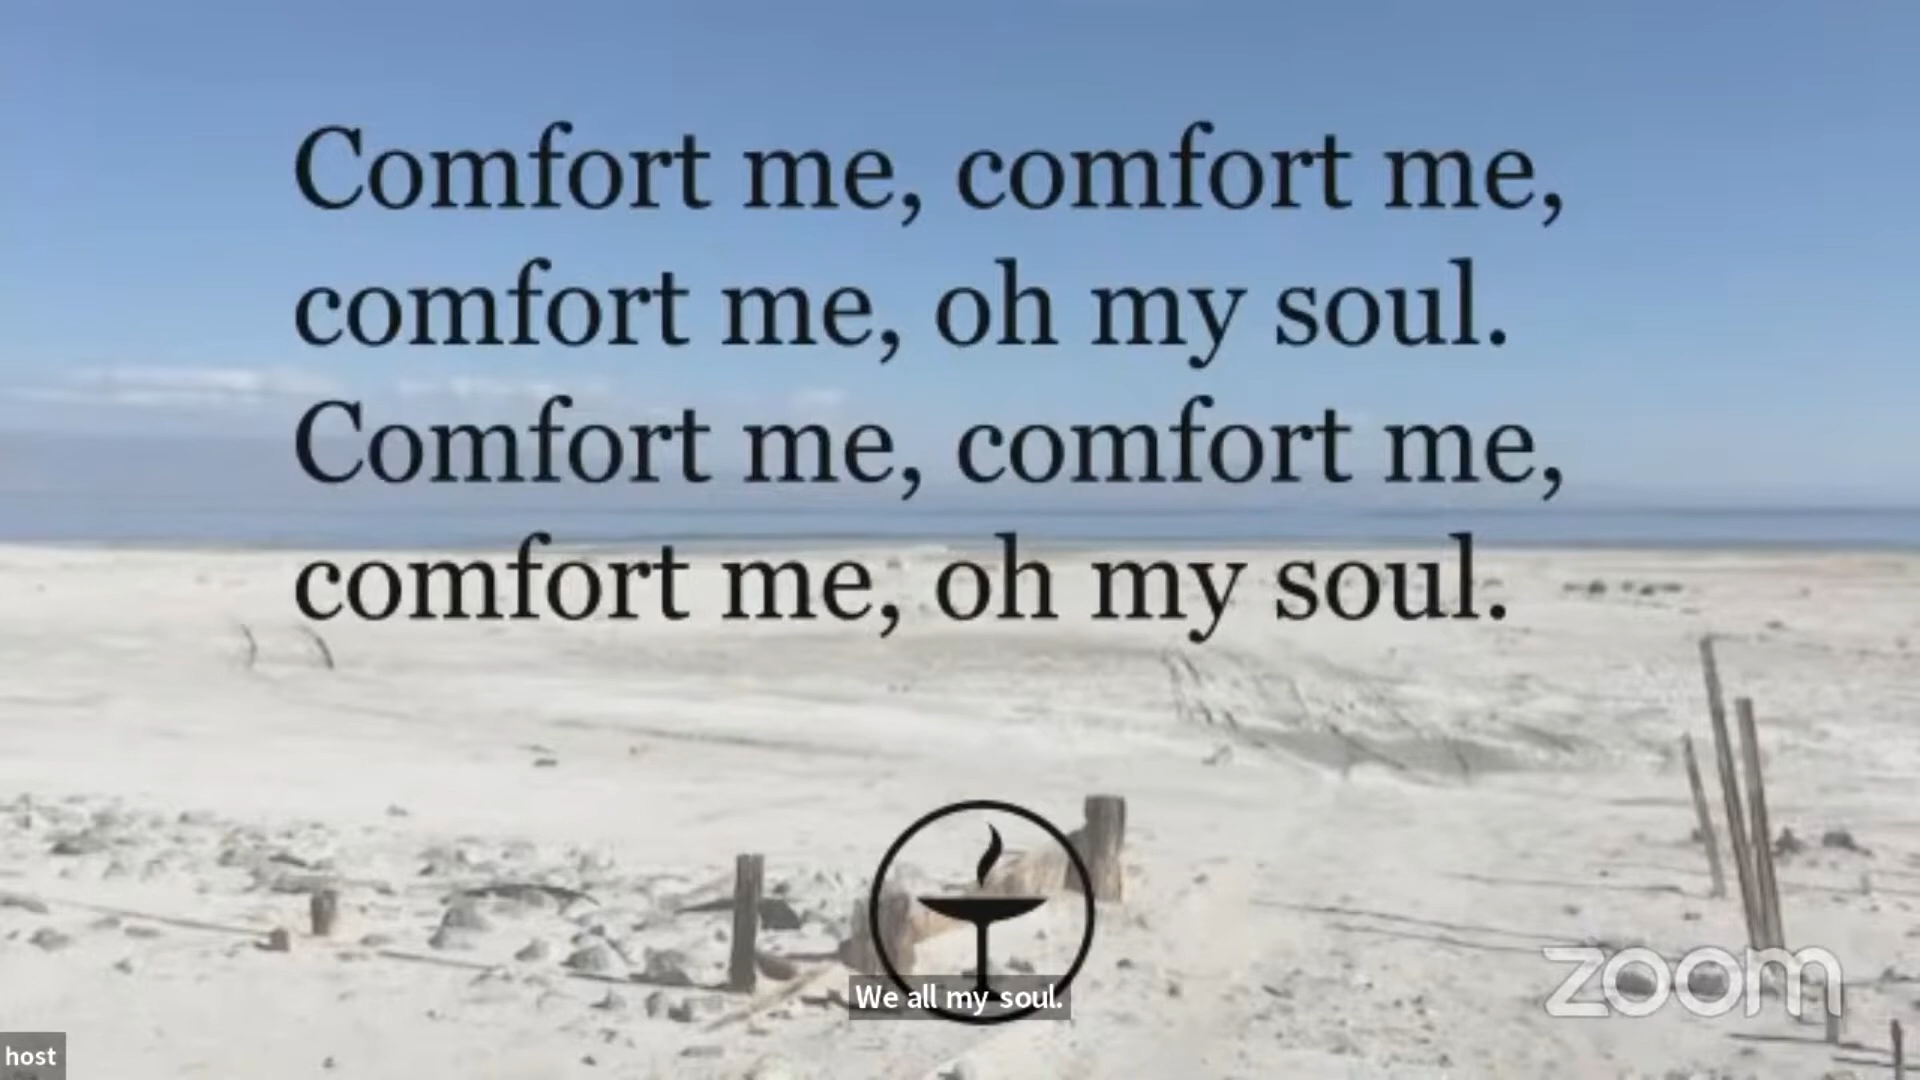 Comfort me, comfort me,
comfort me, oh my soul.
Comfort me, comfort me,
comfort me, oh my soul.
We all my soul.
zoom
host